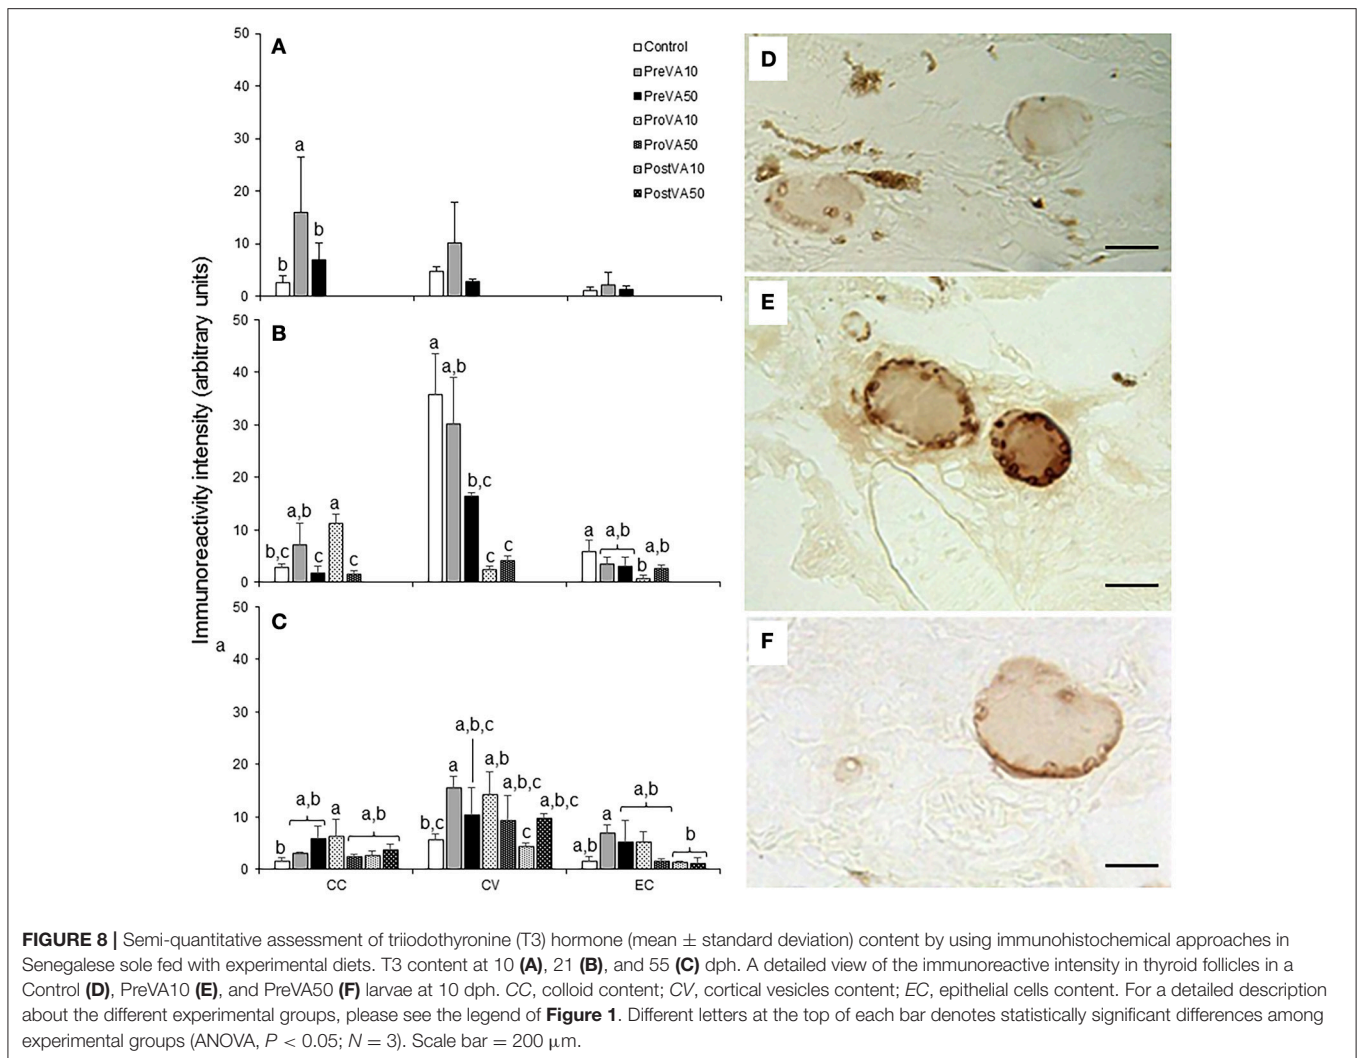 Immunoreactivity intensity (arbitrary units)
a
A
50
40
30
20
10
0
Control
PreVA10
PreVA50
ProVA10
ProVA50
PostVA10
PostVA50
b
a
b
B
50
40
30
20
10
0
b,c
a,b
c
a
c
a
a,b
b,c
c
c
a
a,b
b
a,b
C
50
40
30
20
10
0
b
a,b
a
a,b
b,c
a
a,b,c
a,b
a,b,c
c
a,b,c
a,b
a
a,b
b
CC
CV
EC
D
E
F
FIGURE 8 | Semi-quantitative assessment of triiodothyronine (T3) hormone (mean ± standard deviation) content by using immunohistochemical approaches in
Senegalese sole fed with experimental diets. T3 content at 10 (A), 21 (B), and 55 (C) dph. A detailed view of the immunoreactive intensity in thyroid follicles in a
Control (D), PreVA10 (E), and PreVA50 (F) larvae at 10 dph. CC, colloid content; CV, cortical vesicles content; EC, epithelial cells content. For a detailed description
about the different experimental groups, please see the legend of Figure 1. Different letters at the top of each bar denotes statistically significant differences among
experimental groups (ANOVA, P < 0.05; N = 3). Scale bar = 200 μm.